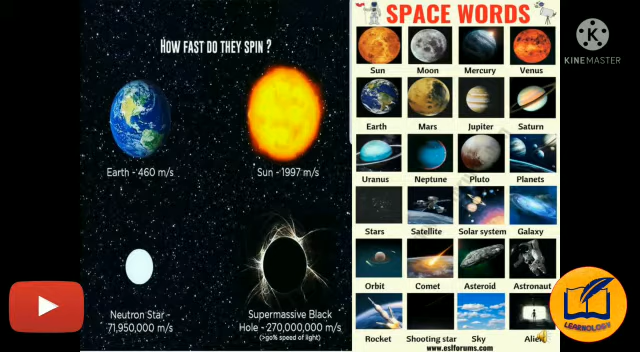 HOW FAST DO THEY SPIN ?
Earth - 460 m/s
Sun - 1997 m/s
Neutron Star -
71,950,000 m/s
Supermassive Black
Hole - 270,000,000 m/s
(>90% speed of light)
SPACE WORDS
Sun Moon Mercury Venus
Earth Mars Jupiter Saturn
Uranus Neptune Pluto Planets
Stars Satellite Solar system Galaxy
Orbit Comet Asteroid Astronaut
Rocket Shooting star Sky Alien
www.eslforums.com
K
KINEMASTER
LEARNOLOGY